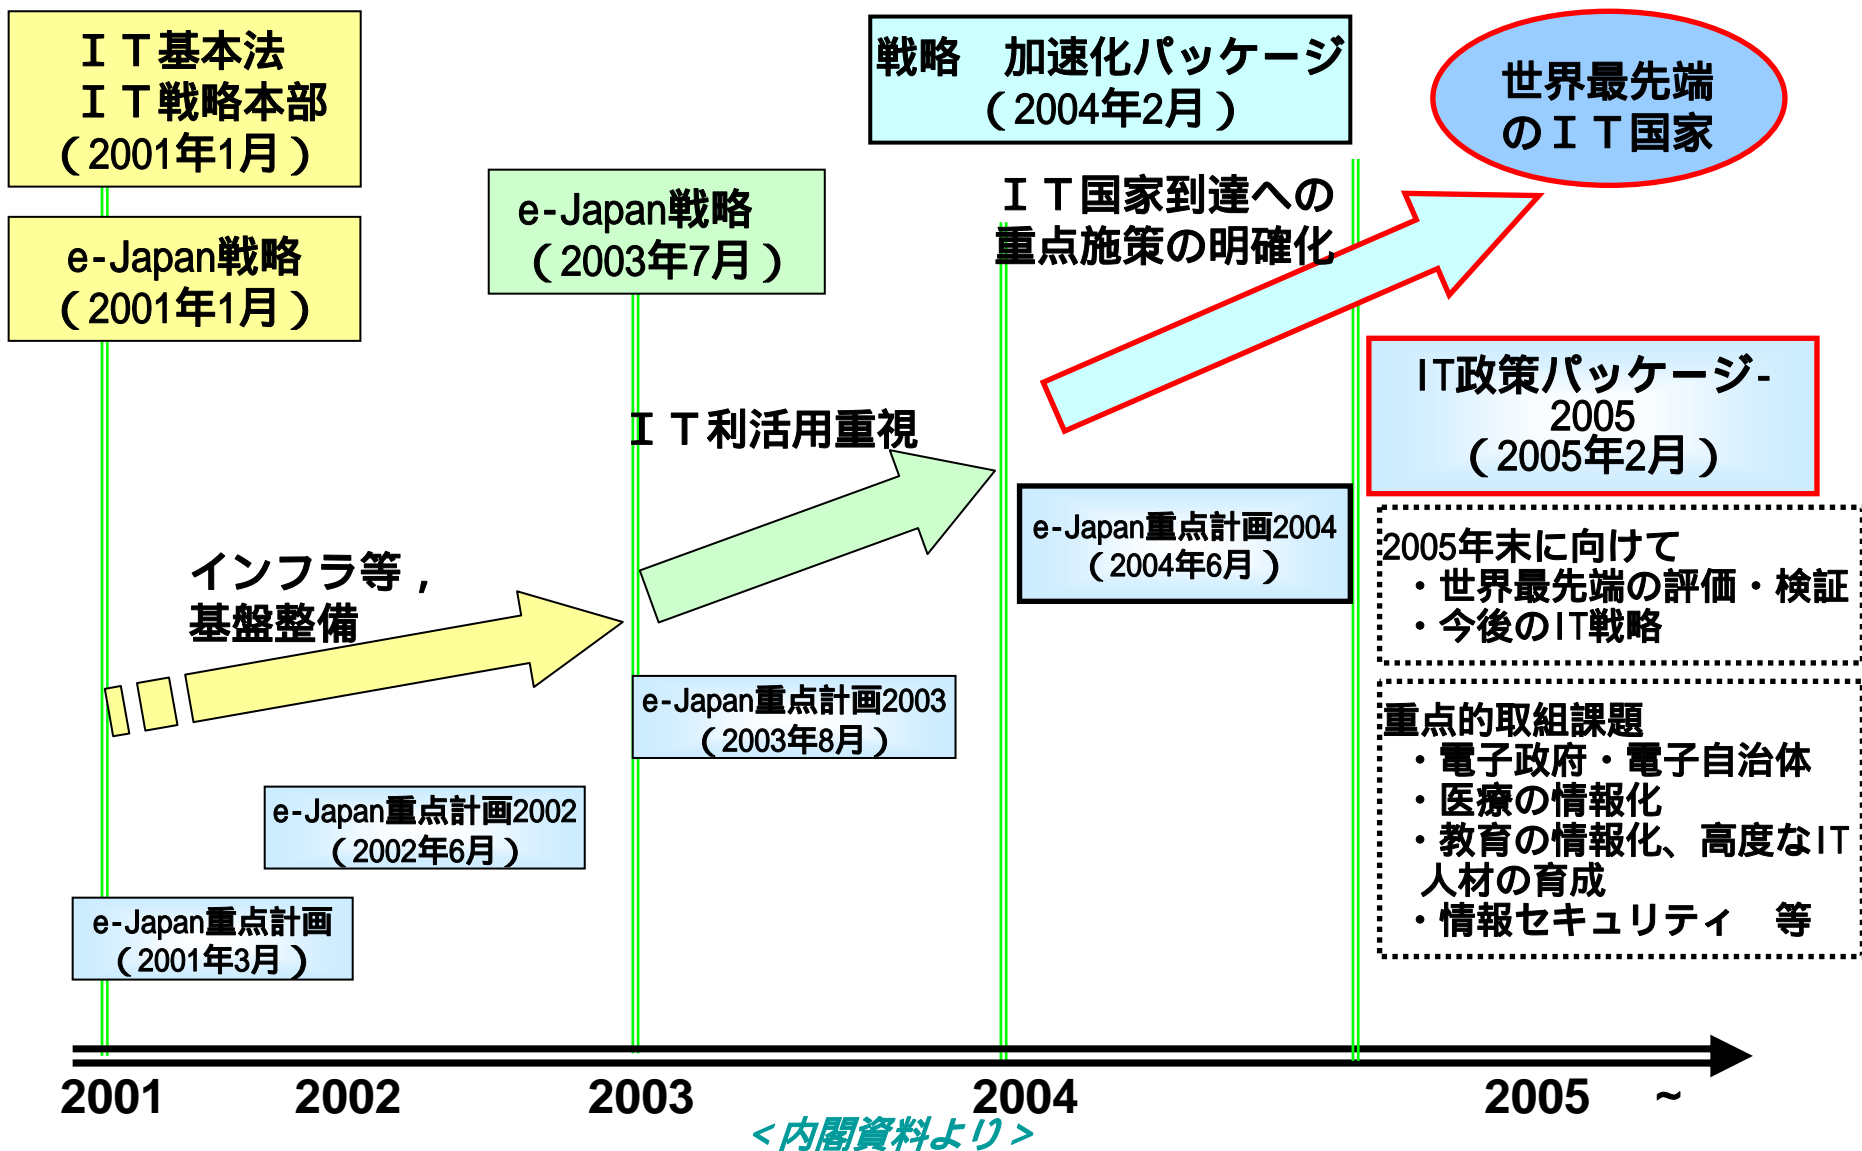 ＩＴ基本法
ＩＴ戦略本部
（2001年1月）
e-Japan戦略
（2001年1月）
e-Japan戦略
（2003年7月）
戦略　加速化パッケージ
（2004年2月）
世界最先端
のＩＴ国家
ＩＴ国家到達への
重点施策の明確化
IT政策パッケージ-
2005
（2005年2月）
ＩＴ利活用重視
インフラ等，
基盤整備
e-Japan重点計画2004
（2004年6月）
2005年末に向けて
・世界最先端の評価・検証
・今後のIT戦略
e-Japan重点計画2003
（2003年8月）
重点的取組課題
・電子政府・電子自治体
・医療の情報化
・教育の情報化、高度なIT
人材の育成
・情報セキュリティ　等
e-Japan重点計画2002
（2002年6月）
e-Japan重点計画
（2001年3月）
2001 2002 2003 2004 2005 ~
＜内閣資料より＞